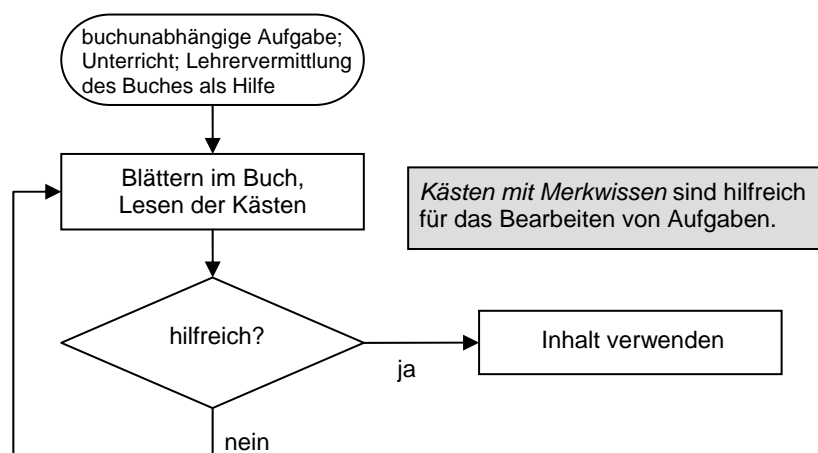 buchunabhängige Aufgabe;
Unterricht; Lehrervermittlung
des Buches als Hilfe
Blättern im Buch,
Lesen der Kästen
Kästen mit Merkwissen sind hilfreich
für das Bearbeiten von Aufgaben.
hilfreich?
Inhalt verwenden
ja
nein